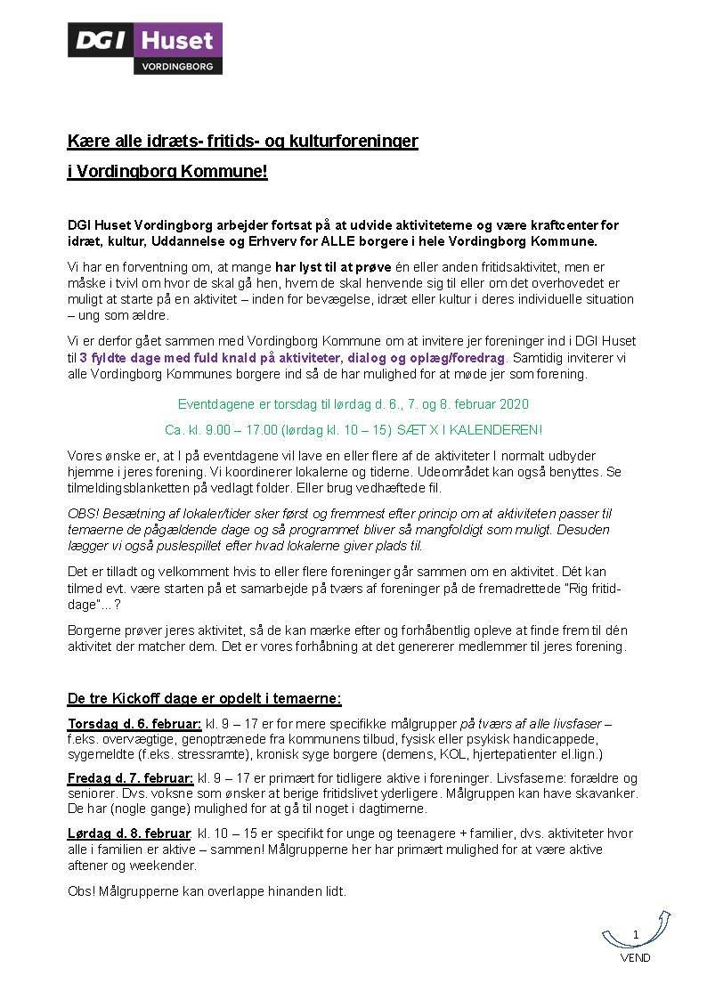 DGI Huset
VORDINGBORG
Kære alle idræts- fritids- og kulturforeninger
i Vordingborg Kommune!
DGI Huset Vordingborg arbejder fortsat på at udvide aktiviteterne og være kraftcenter for
idræt, kultur, Uddannelse og Erhverv for ALLE borgere i hele Vordingborg Kommune.
Vi har en forventning om, at mange har lyst til at prøve én eller anden fritidsaktivitet, men er
måske i tvivl om hvor de skal gå hen, hvem de skal henvende sig til eller om det overhovedet er
muligt at starte på en aktivitet – inden for bevægelse, idræt eller kultur i deres individuelle situation
– ung som ældre.
Vi er derfor gået sammen med Vordingborg Kommune om at invitere jer foreninger ind i DGI Huset
til 3 fyldte dage med fuld knald på aktiviteter, dialog og oplæg/foredrag. Samtidig inviterer vi
alle Vordingborg Kommunes borgere ind så de har mulighed for at møde jer som forening.
Eventdagene er torsdag til lørdag d. 6., 7. og 8. februar 2020
Ca. kl. 9.00 – 17.00 (lørdag kl. 10 – 15) SÆT X I KALENDEREN!
Vores ønske er, at I på eventdagene vil lave en eller flere af de aktiviteter I normalt udbyder
hjemme i jeres forening. Vi koordinerer lokalerne og tiderne. Udeområdet kan også benyttes. Se
tilmeldingsblanketten på vedlagt folder. Eller brug vedhæftede fil.
OBS! Besætning af lokaler/tider sker først og fremmest efter princip om at aktiviteten passer til
temaerne de pågældende dage og så programmet bliver så mangfoldigt som muligt. Desuden
lægger vi også puslespillet efter hvad lokalerne giver plads til.
Det er tilladt og velkomment hvis to eller flere foreninger går sammen om en aktivitet. Dét kan
tilmed evt. være starten på et samarbejde på tværs af foreninger på de fremadrettede ”Rig fritid-
dage”…?
Borgerne prøver jeres aktivitet, så de kan mærke efter og forhåbentlig opleve at finde frem til dén
aktivitet der matcher dem. Det er vores forhåbning at det genererer medlemmer til jeres forening.
De tre Kickoff dage er opdelt i temaerne:
Torsdag d. 6. februar: kl. 9 – 17 er for mere specifikke målgrupper på tværs af alle livsfaser –
f.eks. overvægtige, genoptrænede fra kommunens tilbud, fysisk eller psykisk handicappede,
sygemeldte (f.eks. stressramte), kronisk syge borgere (demens, KOL, hjertepatienter el.lign.)
Fredag d. 7. februar: kl. 9 – 17 er primært for tidligere aktive i foreninger. Livsfaserne: forældre og
seniorer. Dvs. voksne som ønsker at berige fritidslivet yderligere. Målgruppen kan have skavanker.
De har (nogle gange) mulighed for at gå til noget i dagtimerne.
Lørdag d. 8. februar: kl. 10 – 15 er specifikt for unge og teenagere + familier, dvs. aktiviteter hvor
alle i familien er aktive – sammen! Målgrupperne her har primært mulighed for at være aktive
aftener og weekender.
Obs! Målgrupperne kan overlappe hinanden lidt.
1
VEND